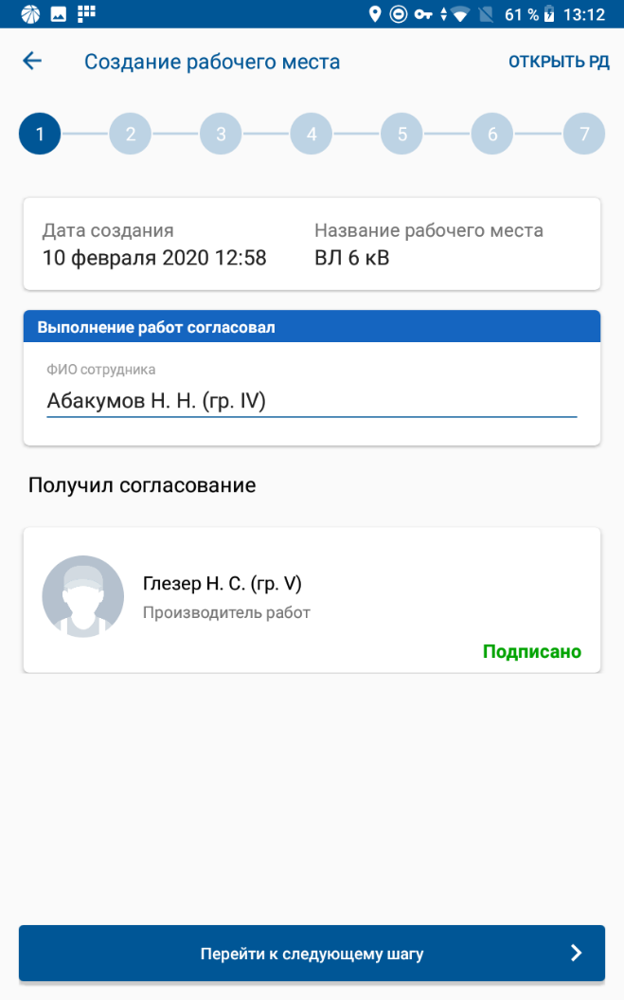 61 % 13:12
Создание рабочего места ОТКРЫТЬ РД
1 2 3 4 5 6 7
Дата создания Название рабочего места
10 февраля 2020 12:58 ВЛ 6 кВ
Выполнение работ согласовал
ФИО сотрудника
Абакумов Н. Н. (гр. IV)
Получил согласование
Глезер Н. С. (гр. V)
Производитель работ
Подписано
Перейти к следующему шагу